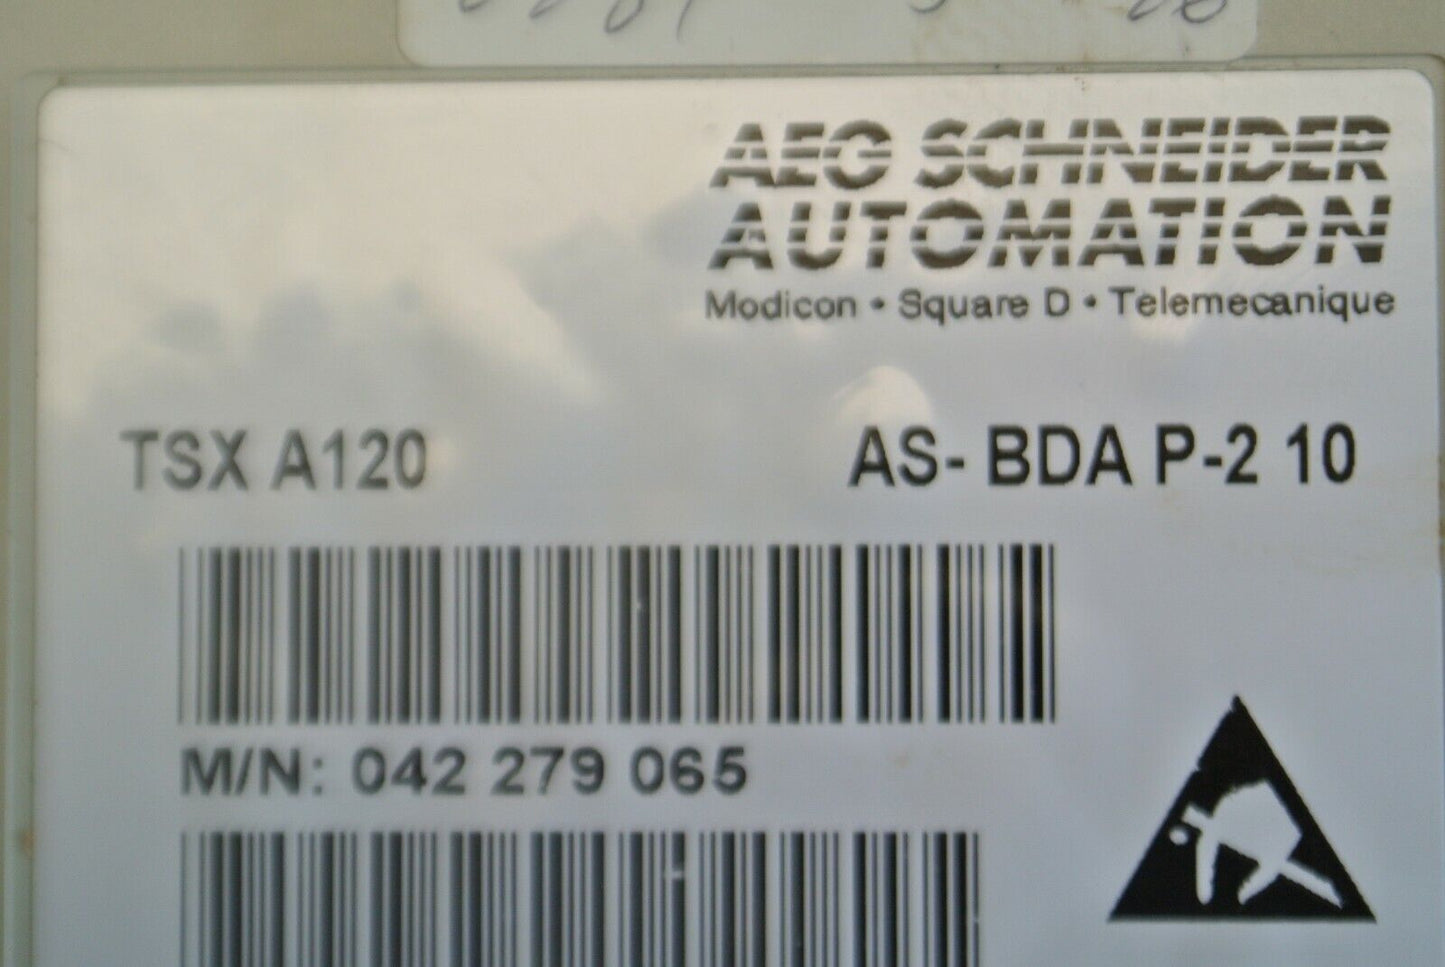 AEG SCHNEIDER
AUTOMATION
Modicon • Square D • Telemecanique
TSX A120
AS- BDA P-2 10
M/N: 042 279 065